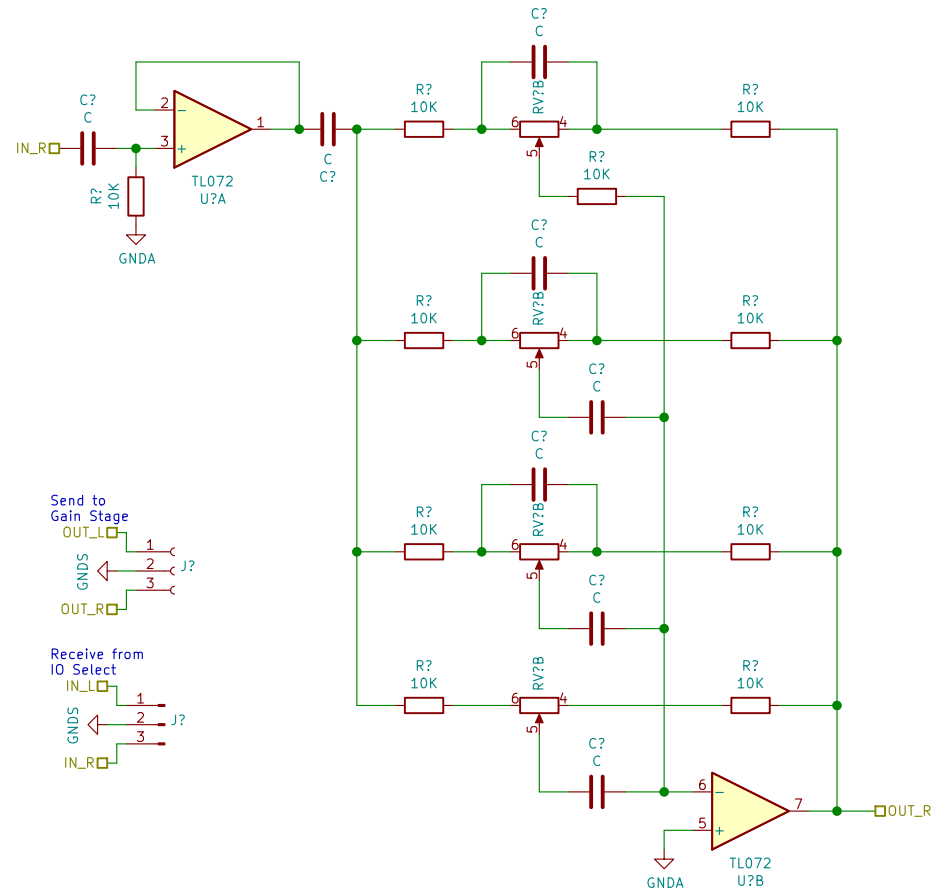 C?
C
IN_R
2
3
1
TL072
U?A
R?
10K
GNDA
C
C?
R?
10K
C?
C
RV?B
6
4
5
R?
10K
R?
10K
R?
10K
C?
C
RV?B
6
4
5
C?
C
R?
10K
R?
10K
C?
C
RV?B
6
4
5
C?
C
R?
10K
R?
10K
RV?B
6
4
5
C?
C
R?
10K
6
5
7
TL072
U?B
GNDA
OUT_R
Send to
Gain Stage
OUT_L
1
2
3
J?
GNDS
OUT_R
Receive from
IO Select
IN_L
1
2
3
J?
GNDS
IN_R